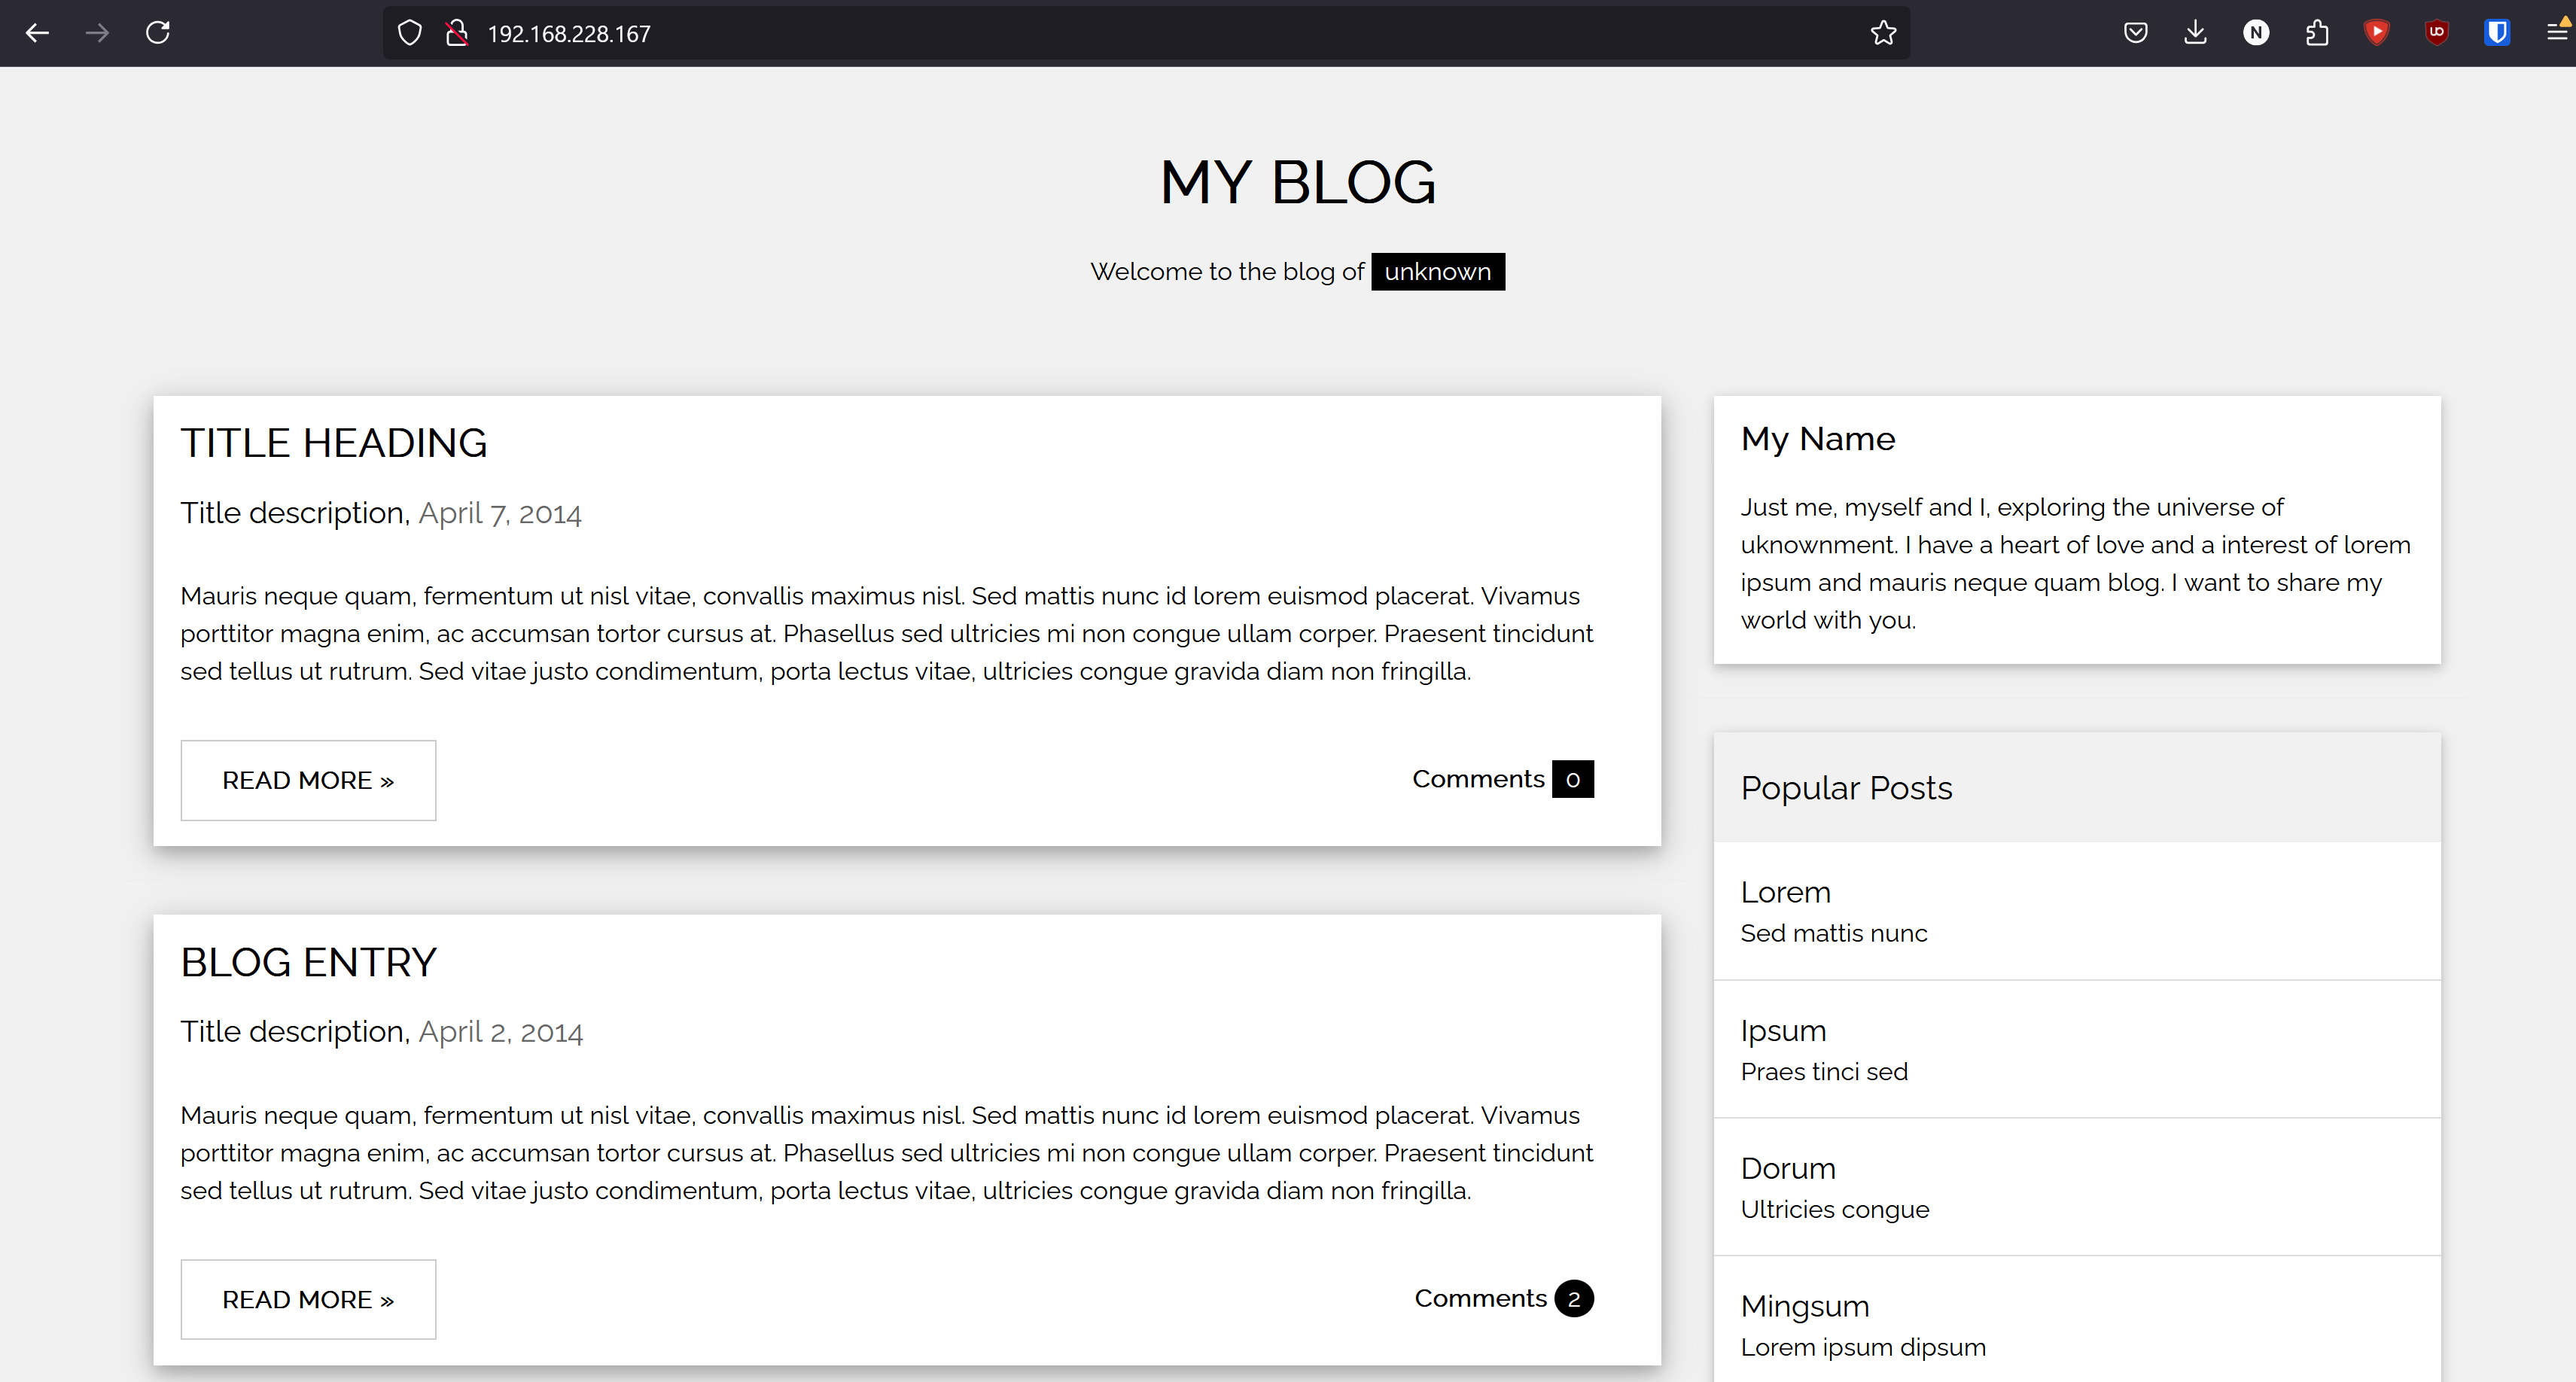 192.168.228.167
MY BLOG
Welcome to the blog of unknown
TITLE HEADING
Title description, April 7, 2014
Mauris neque quam, fermentum ut nisl vitae, convallis maximus nisl. Sed mattis nunc id lorem euismod placerat. Vivamus
porttitor magna enim, ac accumsan tortor cursus at. Phasellus sed ultricies mi non congue ullam corper. Praesent tincidunt
sed tellus ut rutrum. Sed vitae justo condimentum, porta lectus vitae, ultricies congue gravida diam non fringilla.
READ MORE »
Comments 0
BLOG ENTRY
Title description, April 2, 2014
Mauris neque quam, fermentum ut nisl vitae, convallis maximus nisl. Sed mattis nunc id lorem euismod placerat. Vivamus
porttitor magna enim, ac accumsan tortor cursus at. Phasellus sed ultricies mi non congue ullam corper. Praesent tincidunt
sed tellus ut rutrum. Sed vitae justo condimentum, porta lectus vitae, ultricies congue gravida diam non fringilla.
READ MORE »
Comments 2
My Name
Just me, myself and I, exploring the universe of
uknownment. I have a heart of love and a interest of lorem
ipsum and mauris neque quam blog. I want to share my
world with you.
Popular Posts
Lorem
Sed mattis nunc
Ipsum
Praes tinci sed
Dorum
Ultricies congue
Mingsum
Lorem ipsum dipsum